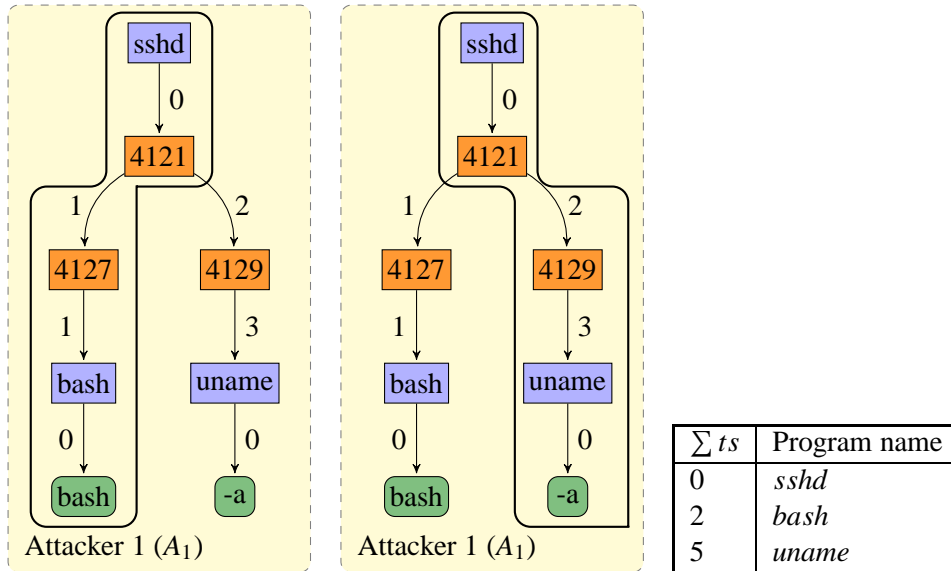 sshd
0
4121
1
2
4127
4129
1
3
bash
uname
0
0
bash
-a
Attacker 1 (A₁)
sshd
0
4121
1
2
4127
4129
1
3
bash
uname
0
0
bash
-a
Attacker 1 (A₁)
∑ ts Program name
0 sshd
2 bash
5 uname